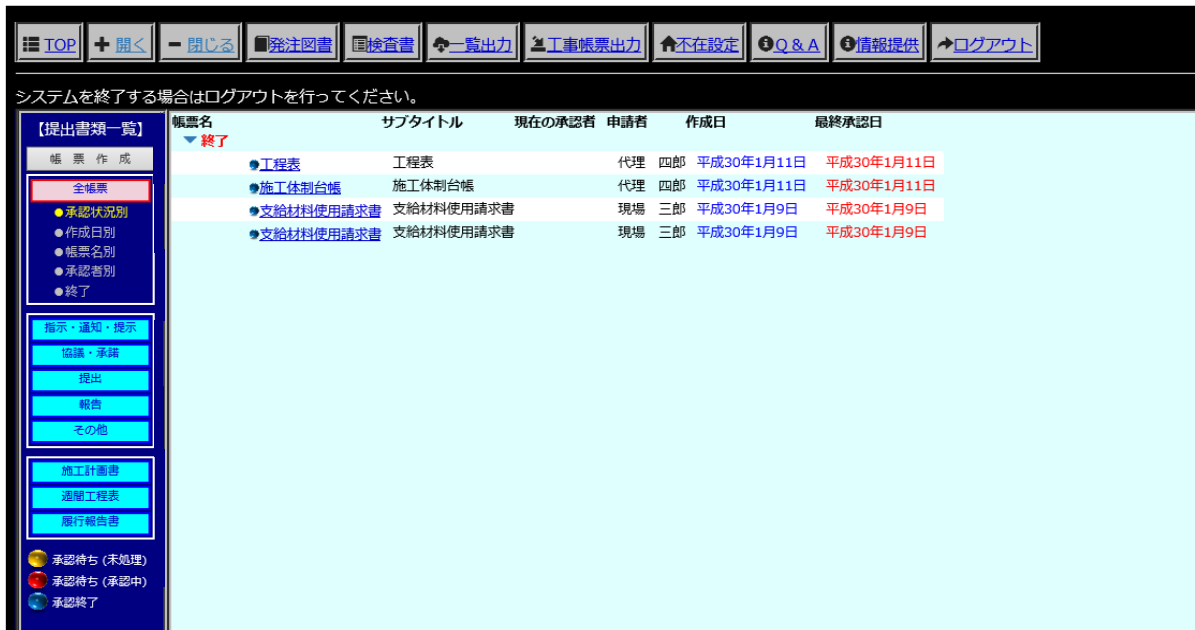 TOP 開く 閉じる 発注図書 検査書 一覧出力 工事帳票出力 不在設定 Q & A 情報提供 ログアウト
システムを終了する場合はログアウトを行ってください。
【提出書類一覧】
帳 票 作 成
全帳票
●承認状況別
●作成日別
●帳票名別
●承認者別
●終了
指示・通知・提示
協議・承諾
提出
報告
その他
施工計画書
週間工程表
履行報告書
承認待ち (未処理)
承認待ち (承認中)
承認終了
帳票名 サブタイトル 現在の承認者 申請者 作成日 最終承認日
▼ 終了
工程表 工程表 代理 四郎 平成30年1月11日 平成30年1月11日
施工体制台帳 施工体制台帳 代理 四郎 平成30年1月11日 平成30年1月11日
支給材料使用請求書 支給材料使用請求書 現場 三郎 平成30年1月9日 平成30年1月9日
支給材料使用請求書 支給材料使用請求書 現場 三郎 平成30年1月9日 平成30年1月9日